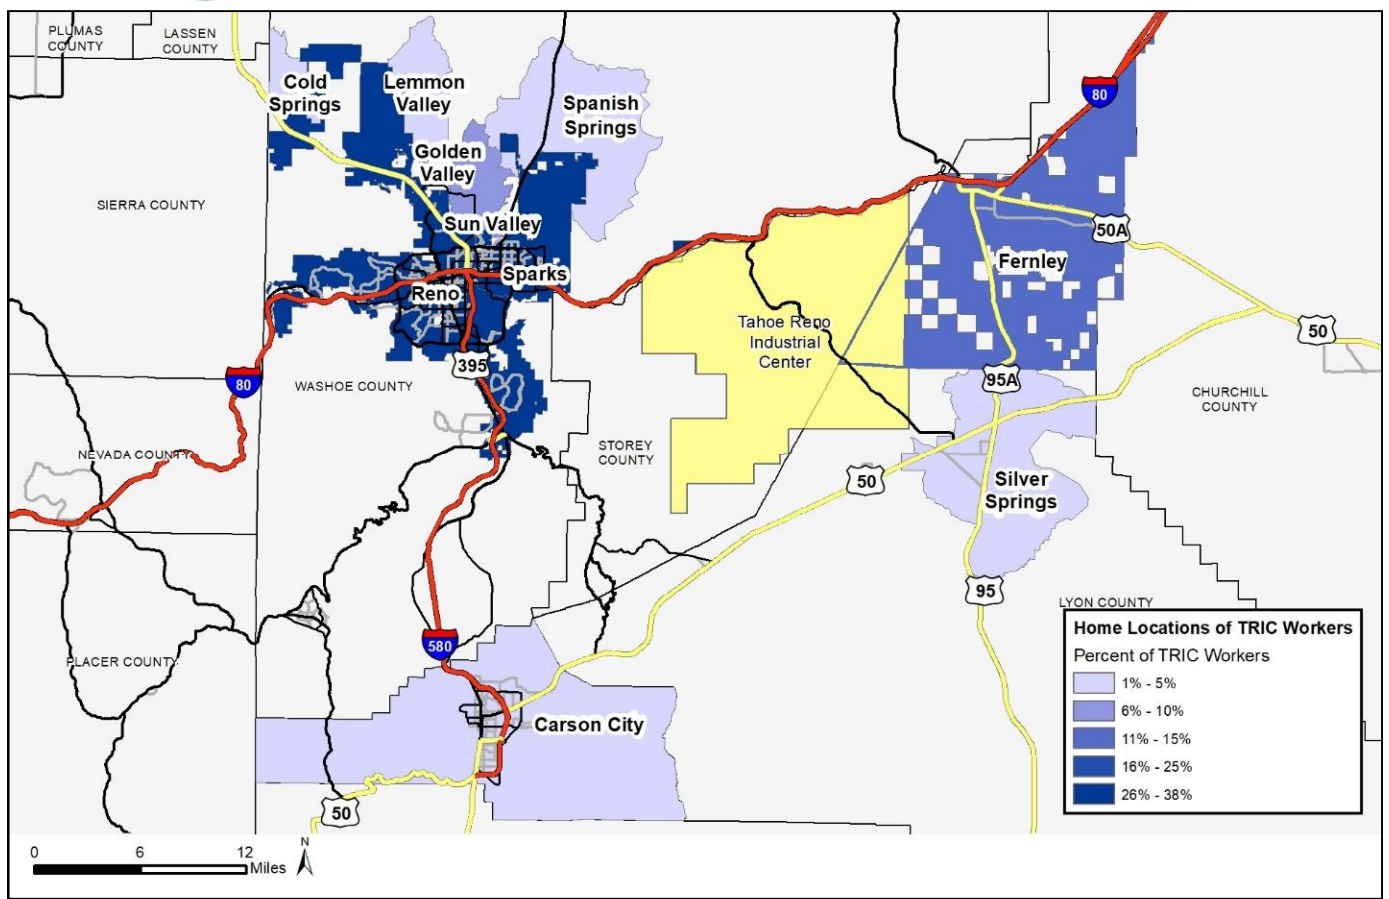 PLUMAS
COUNTY
LASSEN
COUNTY
Cold
Springs
Lemmon
Valley
Spanish
Springs
80
Golden
Valley
SIERRA COUNTY
Sun Valley
50A
Fernley
Sparks
Reno
Tahoe Reno
Industrial
Center
50
395
80
WASHOE COUNTY
95A
CHURCHILL
COUNTY
STOREY
COUNTY
NEVADA COUNTY
50
Silver
Springs
95
LYON COUNTY
580
PLACER COUNTY
Carson City
50
Home Locations of TRIC Workers
Percent of TRIC Workers
1% - 5%
6% - 10%
11% - 15%
16% - 25%
26% - 38%
0 6 12
Miles
N